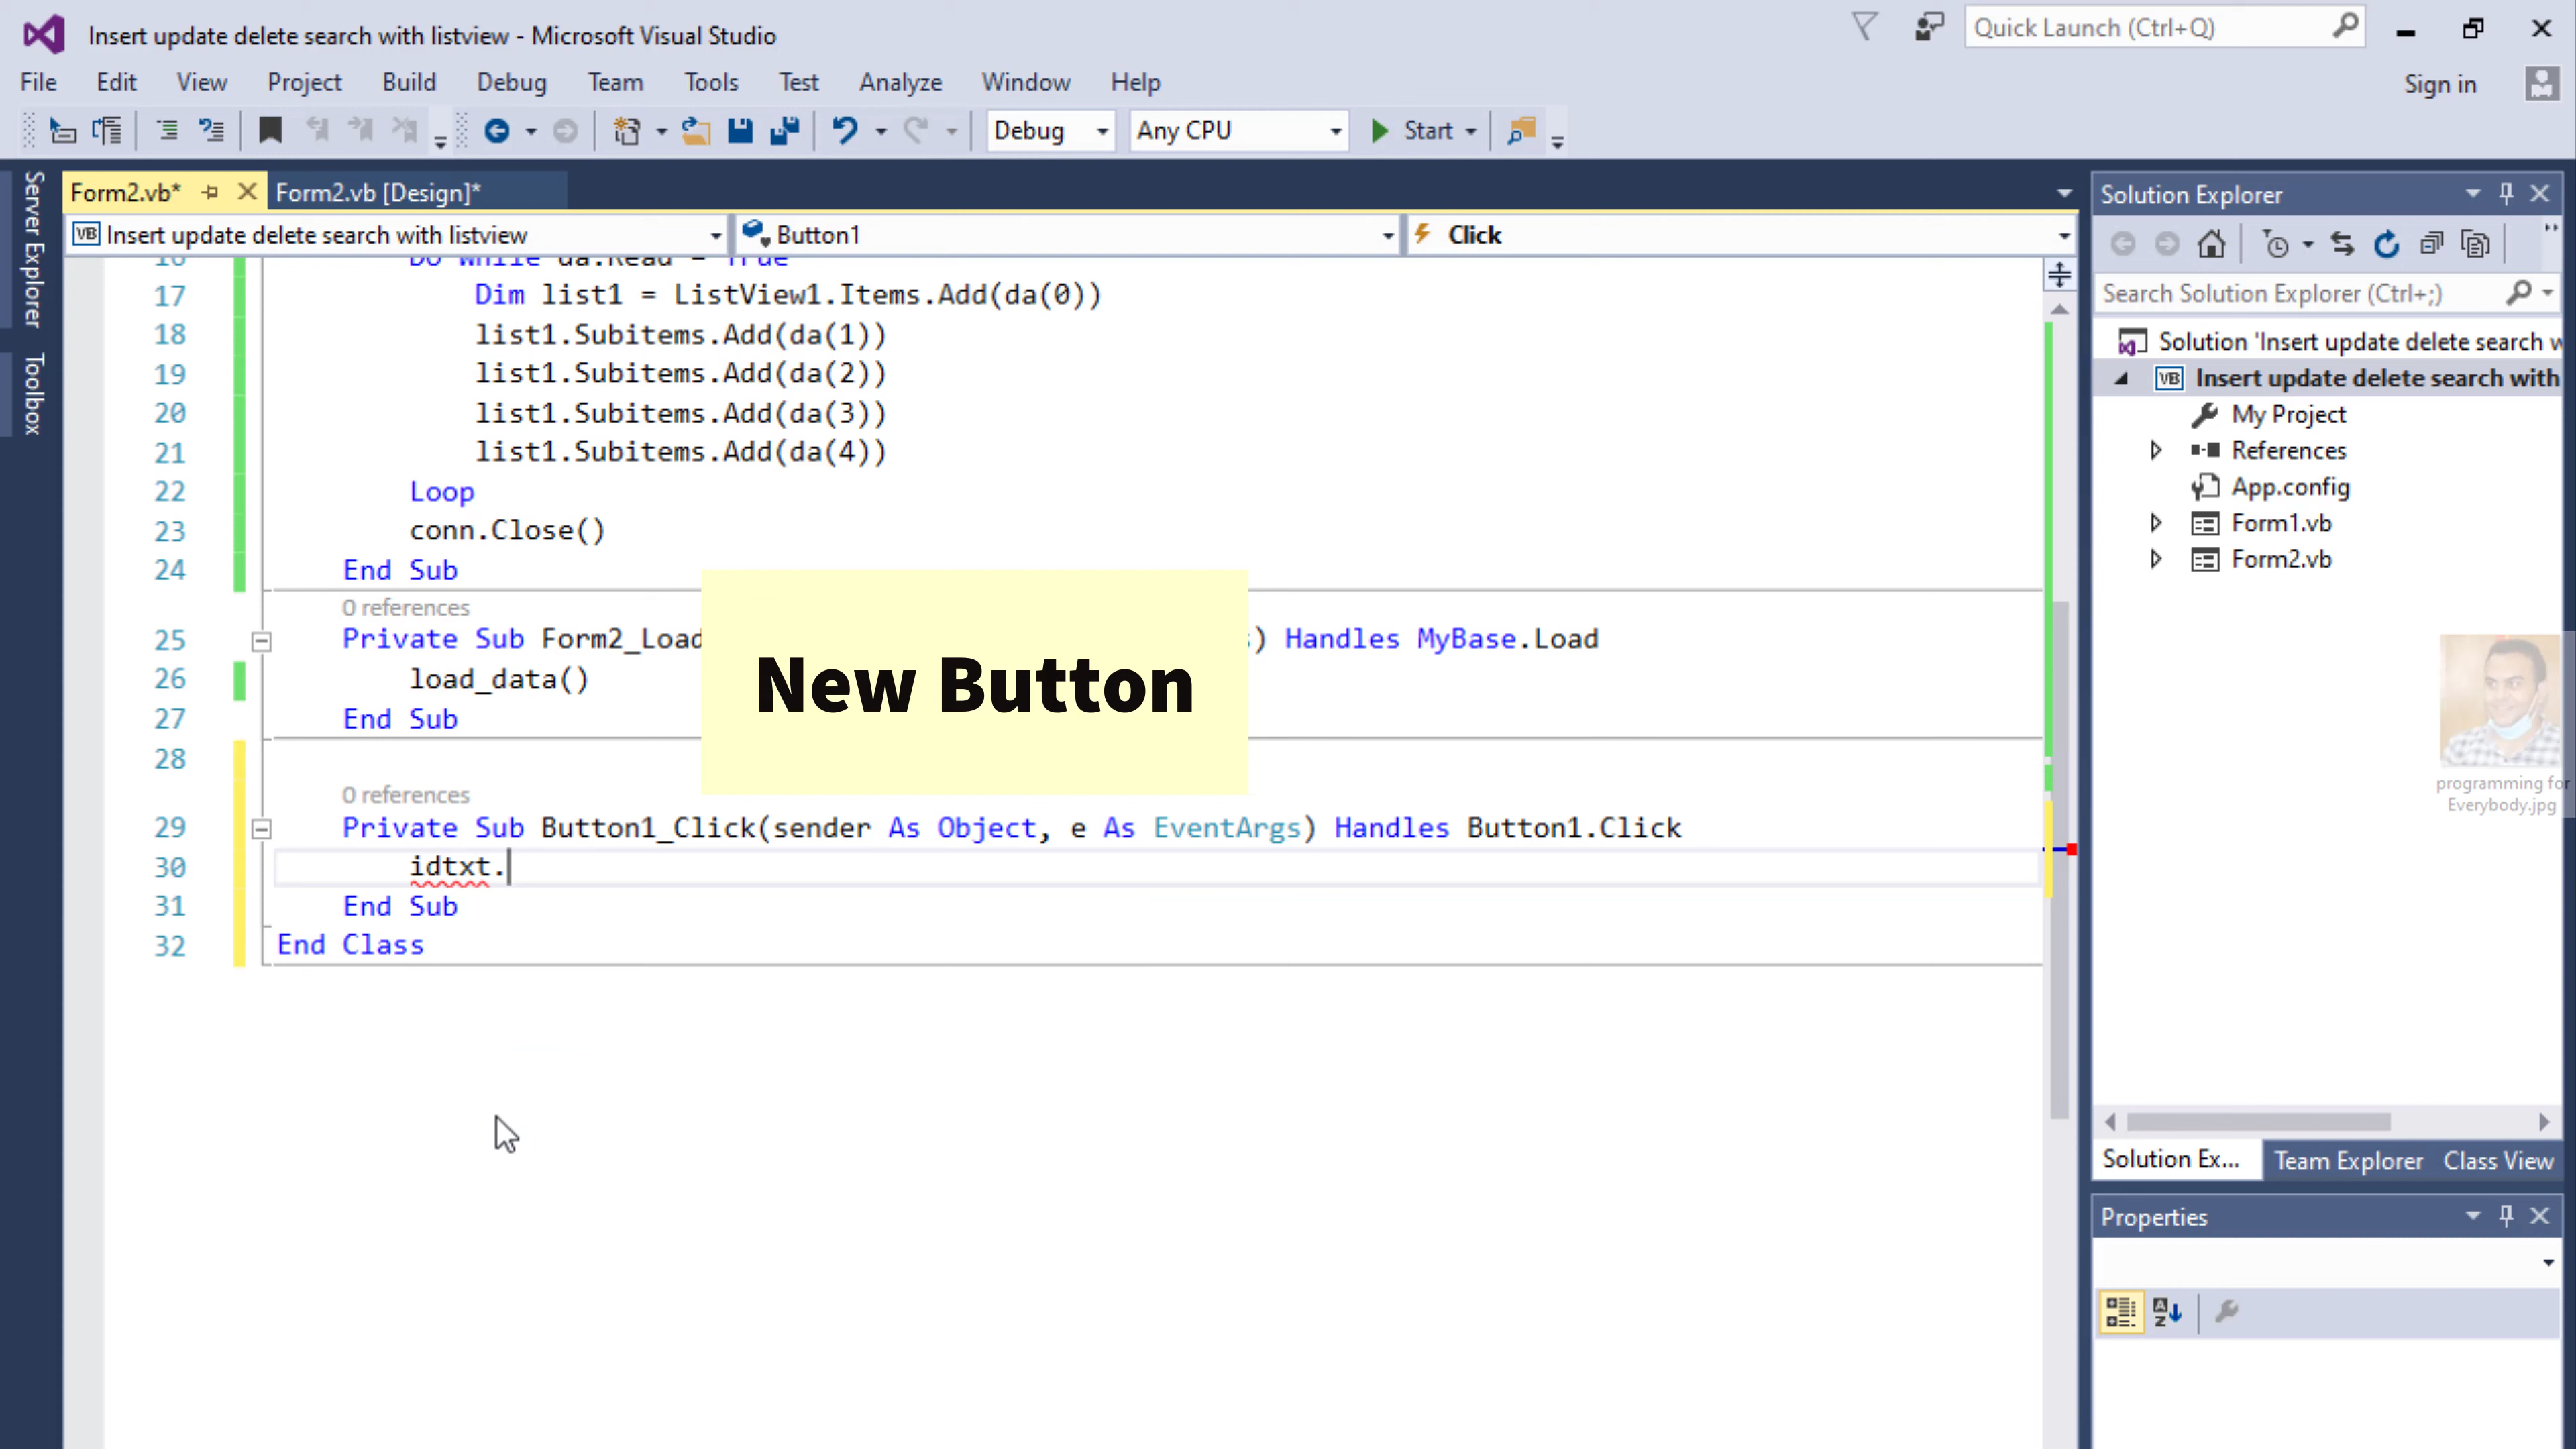 Insert update delete search with listview - Microsoft Visual Studio
Quick Launch (Ctrl+Q)
File Edit View Project Build Debug Team Tools Test Analyze Window Help
Sign in
Debug Any CPU Start
Server Explorer
Toolbox
Form2.vb* Form2.vb [Design]*
Insert update delete search with listview Button1 Click
16 Do While da.Read = True
17 Dim list1 = ListView1.Items.Add(da(0))
18 list1.Subitems.Add(da(1))
19 list1.Subitems.Add(da(2))
20 list1.Subitems.Add(da(3))
21 list1.Subitems.Add(da(4))
22 Loop
23 conn.Close()
24 End Sub
0 references
25 Private Sub Form2_Load s) Handles MyBase.Load
26 load_data()
27 End Sub
28
New Button
0 references
29 Private Sub Button1_Click(sender As Object, e As EventArgs) Handles Button1.Click
30 idtxt.
31 End Sub
32 End Class
Solution Explorer
Search Solution Explorer (Ctrl+;)
Solution 'Insert update delete search w
VB Insert update delete search with
My Project
References
App.config
Form1.vb
Form2.vb
programming for
Everybody.jpg
Solution Ex... Team Explorer Class View
Properties